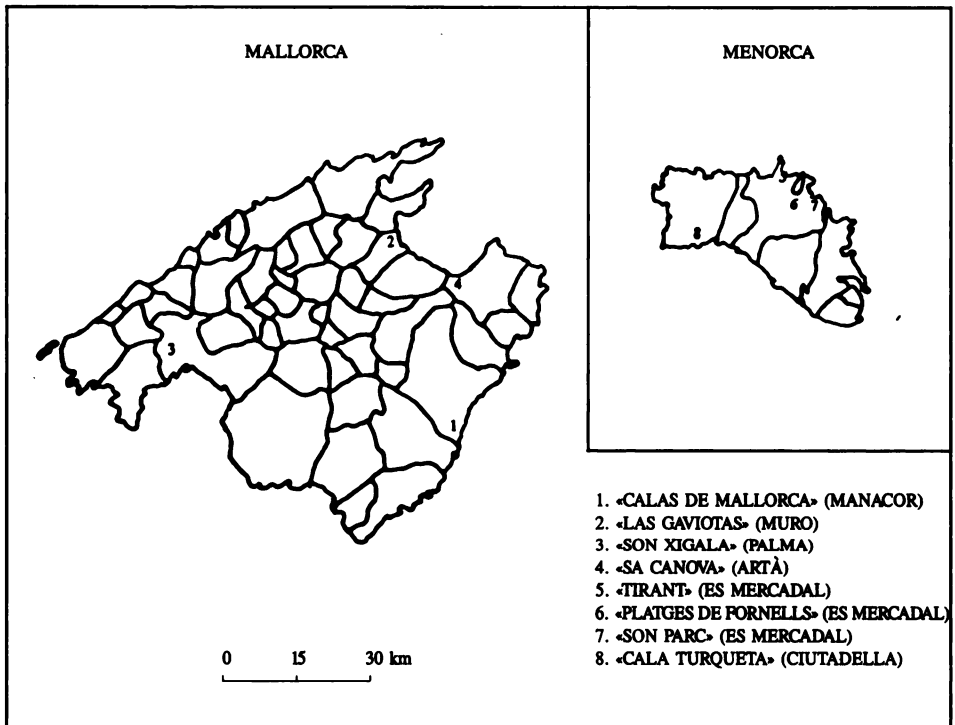 MALLORCA
MENORCA
5
6
7
8
2
4
3
1
1. «CALAS DE MALLORCA» (MANACOR)
2. «LAS GAVIOTAS» (MURO)
3. «SON XIGALA» (PALMA)
4. «SA CANOVA» (ARTÀ)
5. «TIRANT» (ES MERCADAL)
6. «PLATGES DE FORNELLS» (ES MERCADAL)
7. «SON PARC» (ES MERCADAL)
8. «CALA TURQUETA» (CIUTADELLA)
0 15 30 km